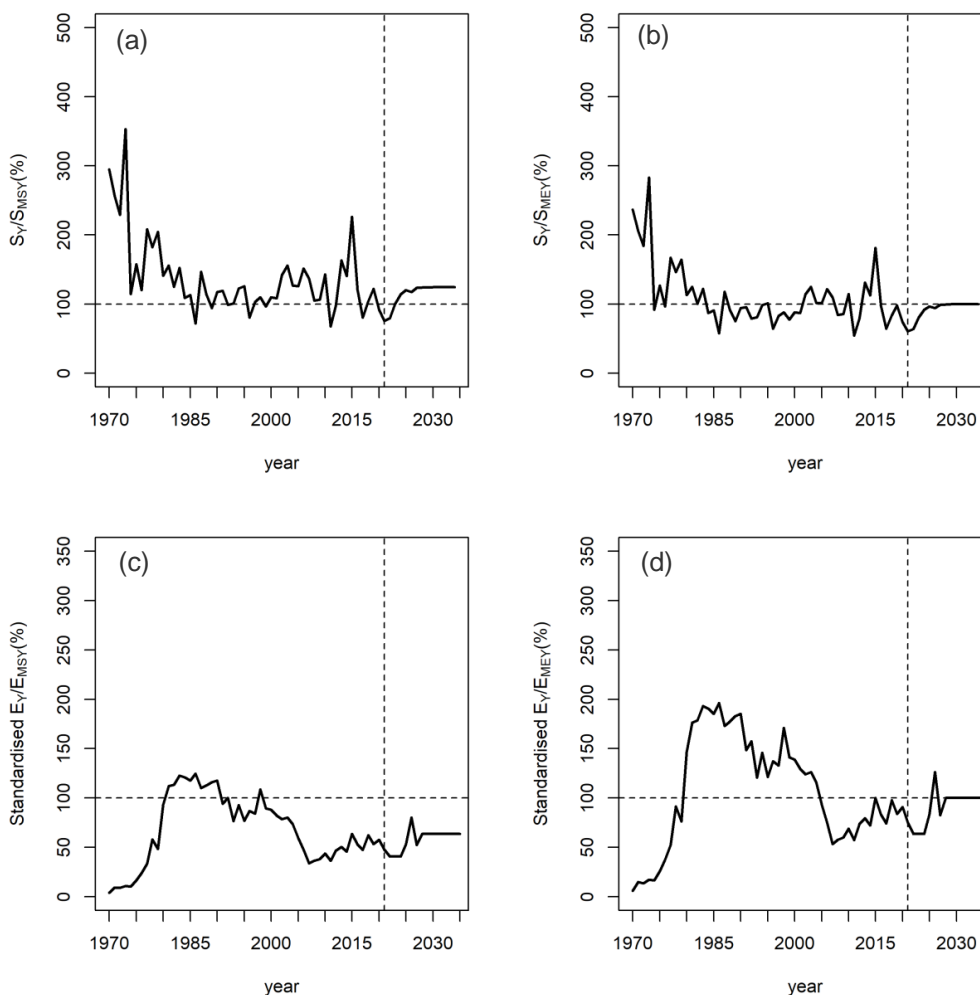 (a)
500
400
300
200
100
0
S_Y/S_MSY(%)
1970 1985 2000 2015 2030
year
(b)
500
400
300
200
100
0
S_Y/S_MEY(%)
1970 1985 2000 2015 2030
year
(c)
350
300
250
200
150
100
50
0
Standardised E_Y/E_MSY(%)
1970 1985 2000 2015 2030
year
(d)
350
300
250
200
150
100
50
0
Standardised E_Y/E_MEY(%)
1970 1985 2000 2015 2030
year